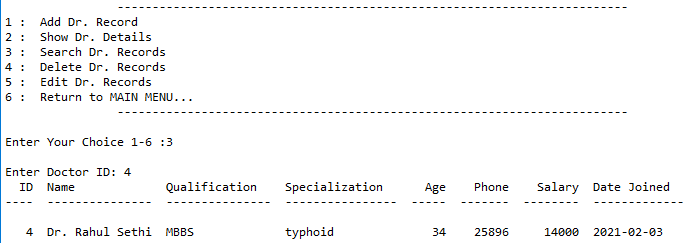 -------------------------------------------------------------------------
1 :  Add Dr. Record
2 :  Show Dr. Details
3 :  Search Dr. Records
4 :  Delete Dr. Records
5 :  Edit Dr. Records
6 :  Return to MAIN MENU...
-------------------------------------------------------------------------
Enter Your Choice 1-6 :3
Enter Doctor ID: 4
  ID  Name             Qualification    Specialization      Age    Phone    Salary  Date Joined
----  ---------------  ---------------  ----------------  -----  -------  --------  -------------
   4  Dr. Rahul Sethi  MBBS             typhoid              34    25896     14000  2021-02-03